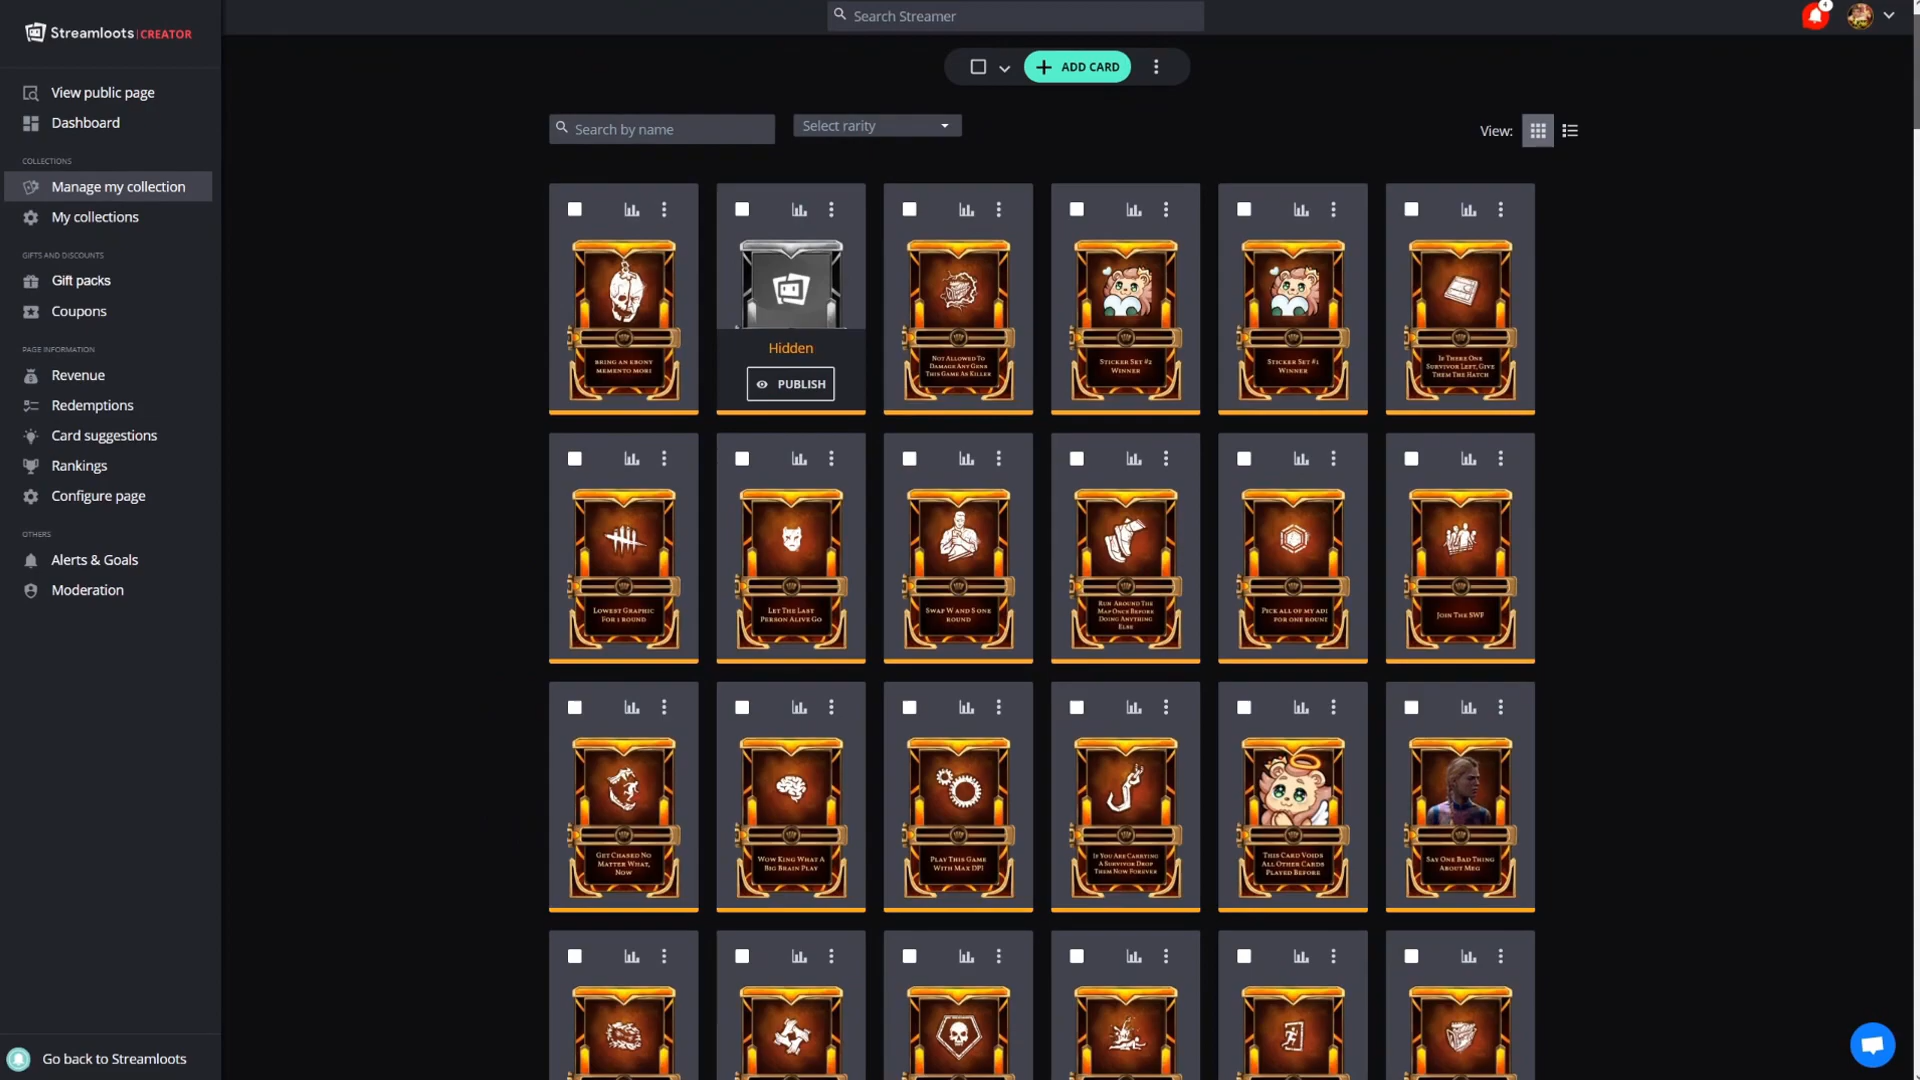 Streamloots | CREATOR
Search Streamer
4
ADD CARD
View public page
Dashboard
COLLECTIONS
Manage my collection
My collections
GIFTS AND DISCOUNTS
Gift packs
Coupons
PAGE INFORMATION
Revenue
Redemptions
Card suggestions
Rankings
Configure page
OTHERS
Alerts & Goals
Moderation
Go back to Streamloots
Search by name
Select rarity
View:
BRING AN EBONY
MEMENTO MORI
Hidden
PUBLISH
NOT ALLOWED TO
DAMAGE ANY GENS
THIS GAME AS KILLER
STICKER SET #2
WINNER
STICKER SET #1
WINNER
IF THERE ONE
SURVIVOR LEFT, GIVE
THEM THE HATCH
LOWEST GRAPHIC
FOR 1 ROUND
LET THE LAST
PERSON ALIVE GO
SWAP W AND S ONE
ROUND
RUN AROUND THE
MAP ONCE BEFORE
DOING ANYTHING
ELSE
PICK ALL OF MY ADD
FOR ONE ROUND
JOIN THE SWF
GET CHASED NO
MATTER WHAT,
NOW
WOW KING WHAT A
BIG BRAIN PLAY
PLAY THIS GAME
WITH MAX DPI
IF YOU ARE CARRYING
A SURVIVOR DROP
THEM NOW FOREVER
THIS CARD VOIDS
ALL OTHER CARDS
PLAYED BEFORE
SAY ONE BAD THING
ABOUT MEG